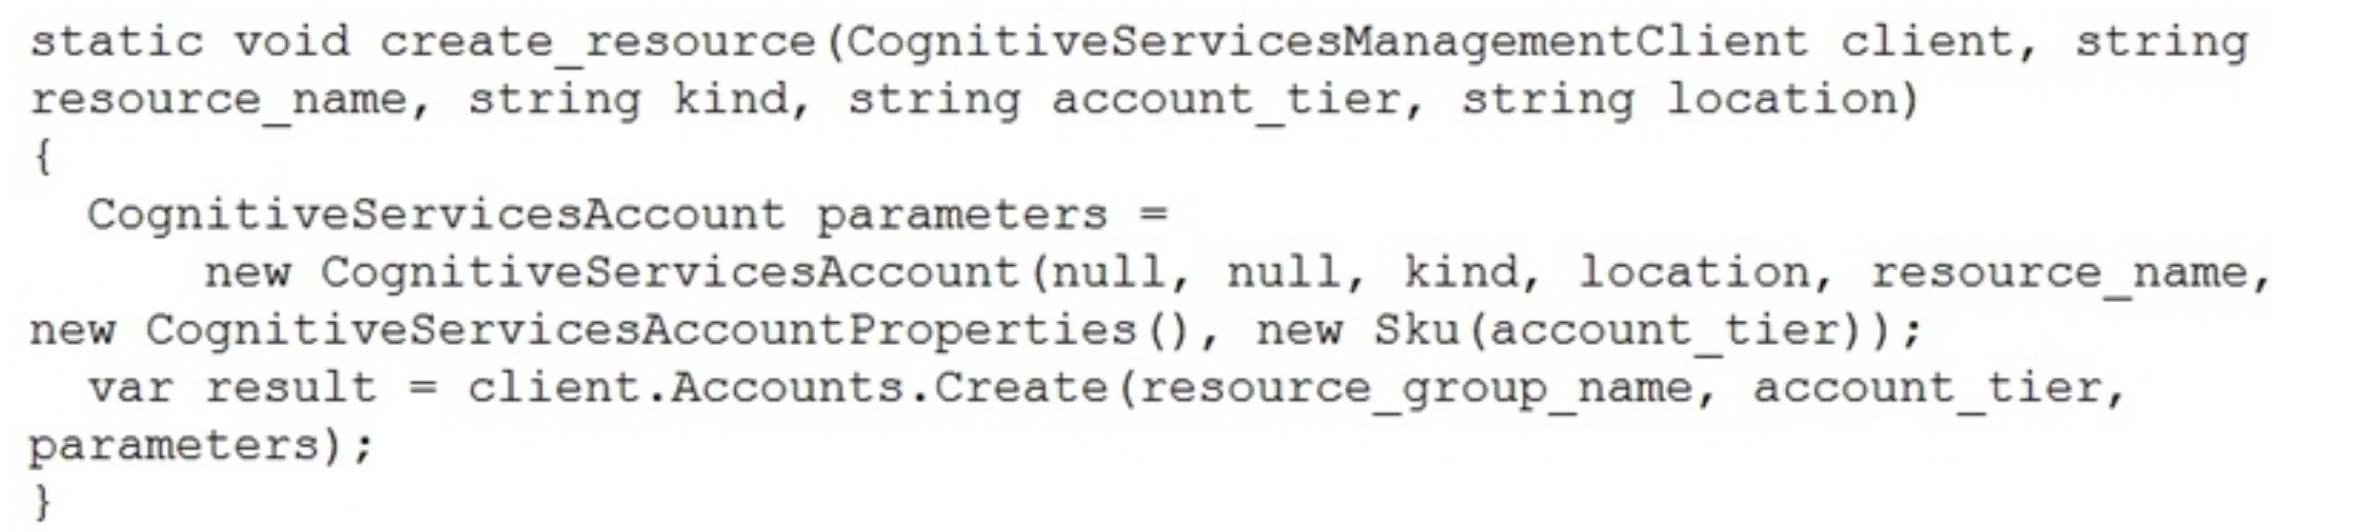 static void create_resource(CognitiveServicesManagementClient client, string
resource_name, string kind, string account_tier, string location)
{
CognitiveServicesAccount parameters =
new CognitiveServicesAccount(null, null, kind, location, resource_name,
new CognitiveServicesAccountProperties(), new Sku(account_tier));
var result = client.Accounts.Create(resource_group_name, account_tier,
parameters);
}